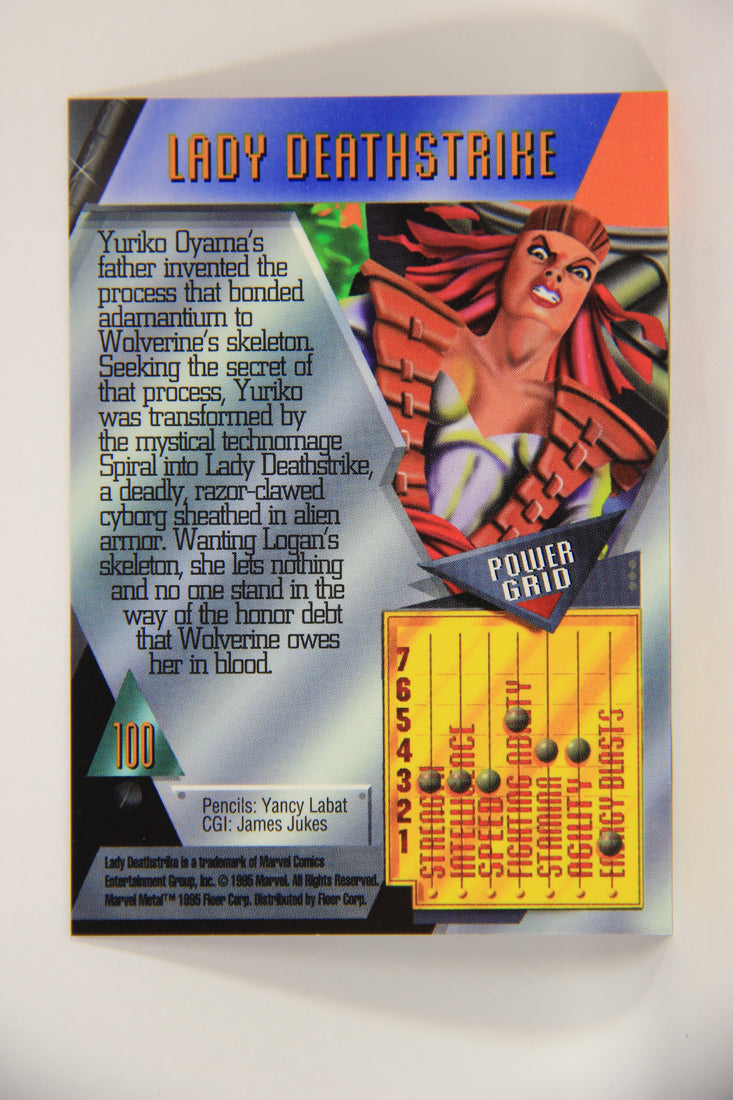 LADY DEATHSTRIKE
Yuriko Oyama's
father invented the
process that bonded
adamantium to
Wolverine's skeleton.
Seeking the secret of
that process, Yuriko
was transformed by
the mystical technomage
Spiral into Lady Deathstrike,
a deadly, razor-clawed
cyborg sheathed in alien
armor. Wanting Logan's
skeleton, she lets nothing
and no one stand in the
way of the honor debt
that Wolverine owes
her in blood.
POWER
GRID
7
6
5
4
3
2
1
STRENGTH
INTELLIGENCE
SPEED
FIGHTING ABILITY
STAMINA
AGILITY
ENERGY BLASTS
100
Pencils: Yancy Labat
CGI: James Jukes
Lady Deathstrike is a trademark of Marvel Comics
Entertainment Group, Inc. © 1995 Marvel. All Rights Reserved.
Marvel Metal™ 1995 Fleer Corp. Distributed by Fleer Corp.